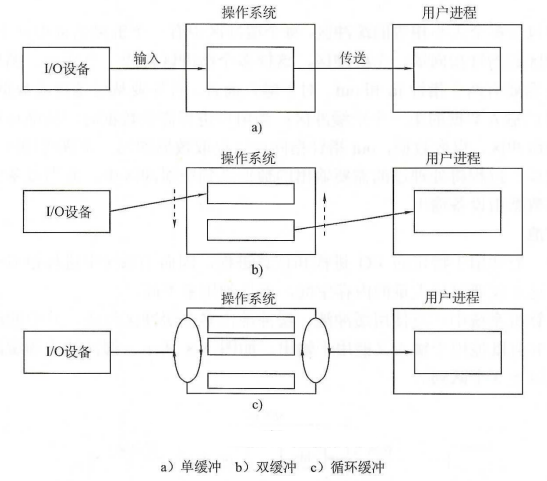 操作系统
用户进程
I/O设备
输入
传送
a)
操作系统
用户进程
I/O设备
b)
操作系统
用户进程
I/O设备
c)
a）单缓冲 b）双缓冲 c）循环缓冲